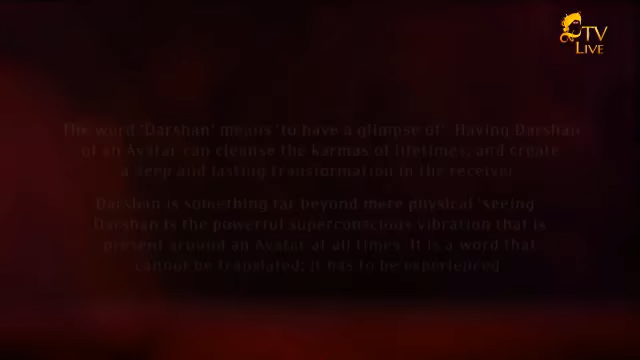 TV
LIVE
The word 'Darshan' means 'to have a glimpse of'. Having Darshan
of an Avatar can cleanse the karmas of lifetimes, and create
a deep and lasting transformation in the receiver.
Darshan is something far beyond mere physical 'seeing'.
Darshan is the powerful superconscious vibration that is
present around an Avatar at all times. It is a word that
cannot be translated; it has to be experienced.